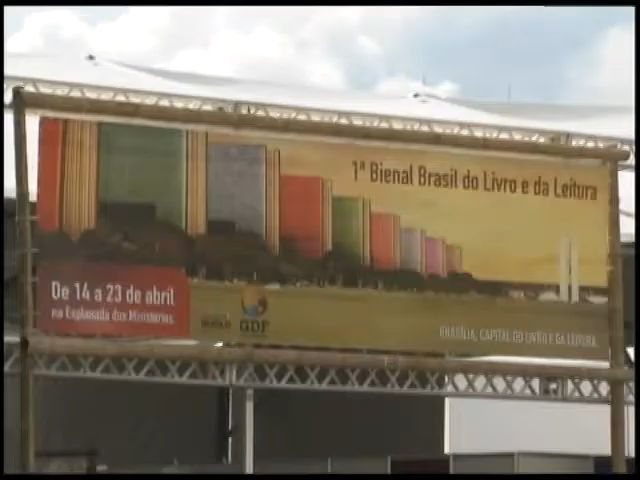 1ª Bienal Brasil do Livro e da Leitura
De 14 a 23 de abril
na Esplanada dos Ministérios.
GDF
BRASÍLIA, CAPITAL DO LIVRO E DA LEITURA.